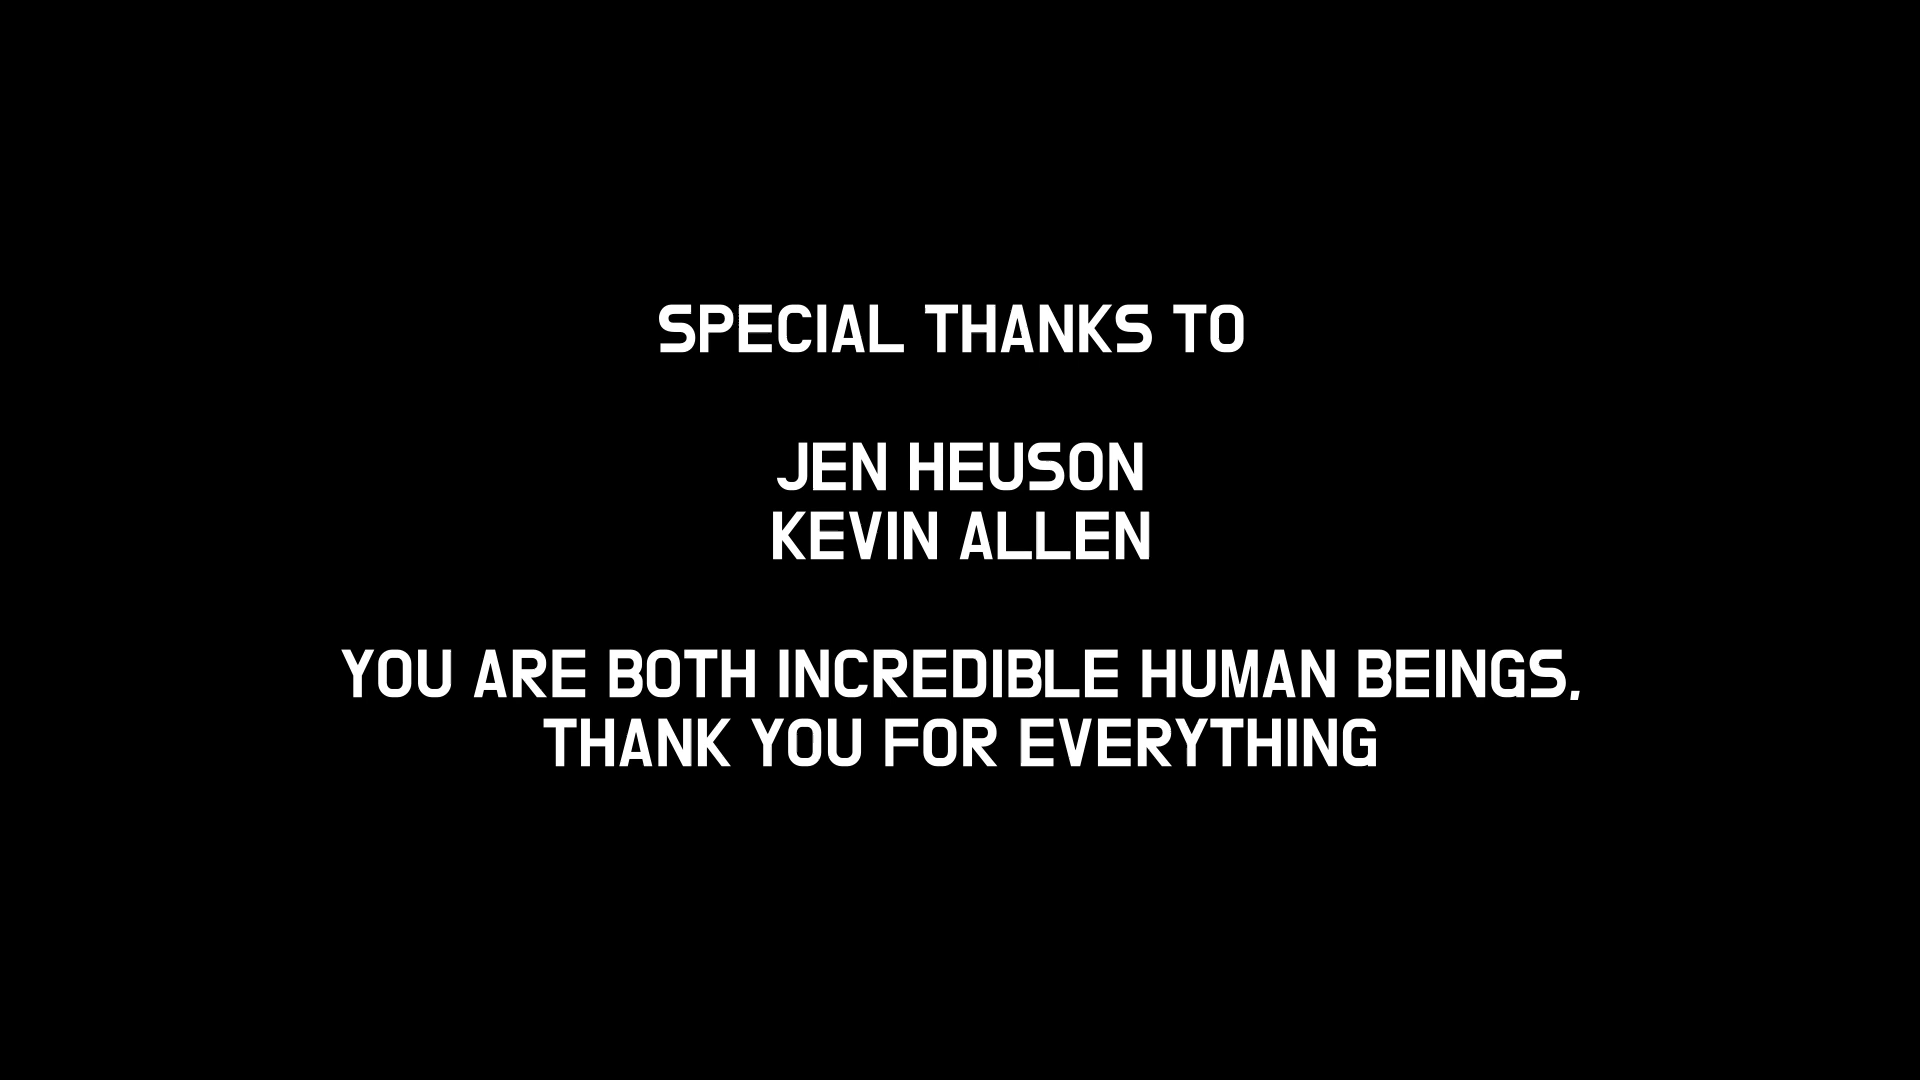 SPECIAL THANKS TO
JEN HEUSON
KEVIN ALLEN
YOU ARE BOTH INCREDIBLE HUMAN BEINGS,
THANK YOU FOR EVERYTHING